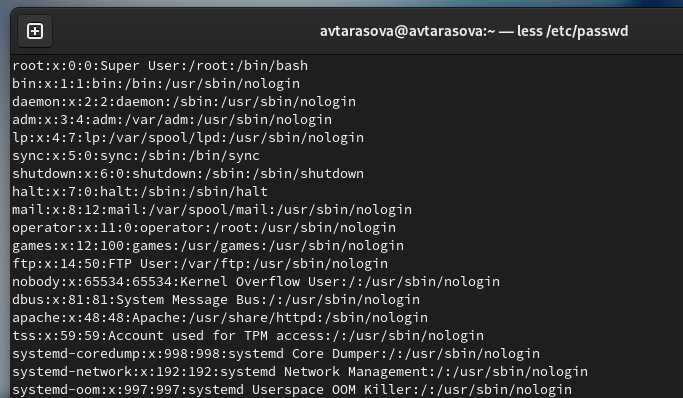 avtarasova@avtarasova:~ — less /etc/passwd
root:x:0:0:Super User:/root:/bin/bash
bin:x:1:1:bin:/bin:/usr/sbin/nologin
daemon:x:2:2:daemon:/sbin:/usr/sbin/nologin
adm:x:3:4:adm:/var/adm:/usr/sbin/nologin
lp:x:4:7:lp:/var/spool/lpd:/usr/sbin/nologin
sync:x:5:0:sync:/sbin:/bin/sync
shutdown:x:6:0:shutdown:/sbin:/sbin/shutdown
halt:x:7:0:halt:/sbin:/sbin/halt
mail:x:8:12:mail:/var/spool/mail:/usr/sbin/nologin
operator:x:11:0:operator:/root:/usr/sbin/nologin
games:x:12:100:games:/usr/games:/usr/sbin/nologin
ftp:x:14:50:FTP User:/var/ftp:/usr/sbin/nologin
nobody:x:65534:65534:Kernel Overflow User:/:/usr/sbin/nologin
dbus:x:81:81:System Message Bus:/:/usr/sbin/nologin
apache:x:48:48:Apache:/usr/share/httpd:/sbin/nologin
tss:x:59:59:Account used for TPM access:/:/usr/sbin/nologin
systemd-coredump:x:998:998:systemd Core Dumper:/:/usr/sbin/nologin
systemd-network:x:192:192:systemd Network Management:/:/usr/sbin/nologin
systemd-oom:x:997:997:systemd Userspace OOM Killer:/:/usr/sbin/nologin